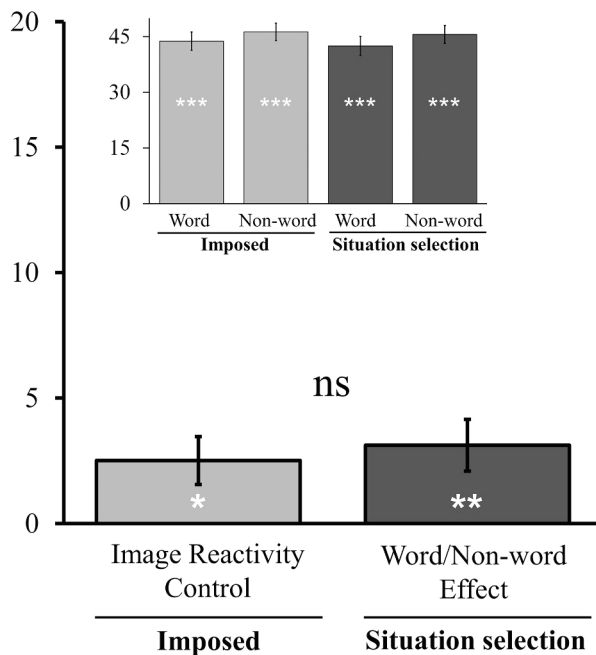 20
45
***
***
***
***
30
15
15
0
Word Non-word Word Non-word
Imposed Situation selection
10
ns
5
*
**
0
Image Reactivity Word/Non-word
Control Effect
Imposed Situation selection